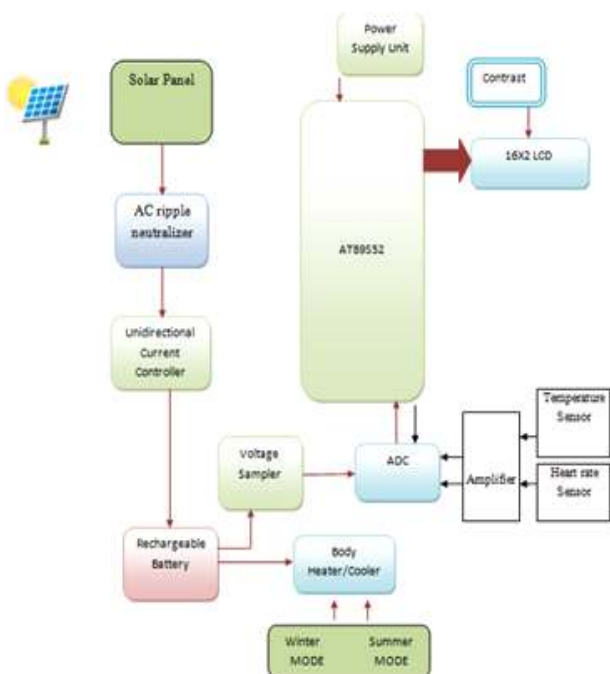 Power
Supply Unit
Solar Panel
Contrast
16X2 LCD
AC ripple
neutralizer
AT89S52
Unidirectional
Current
Controller
Temperature
Sensor
Voltage
Sampler
ADC
Amplifier
Heart rate
Sensor
Rechargeable
Battery
Body
Heater/Cooler
Winter
MODE
Summer
MODE